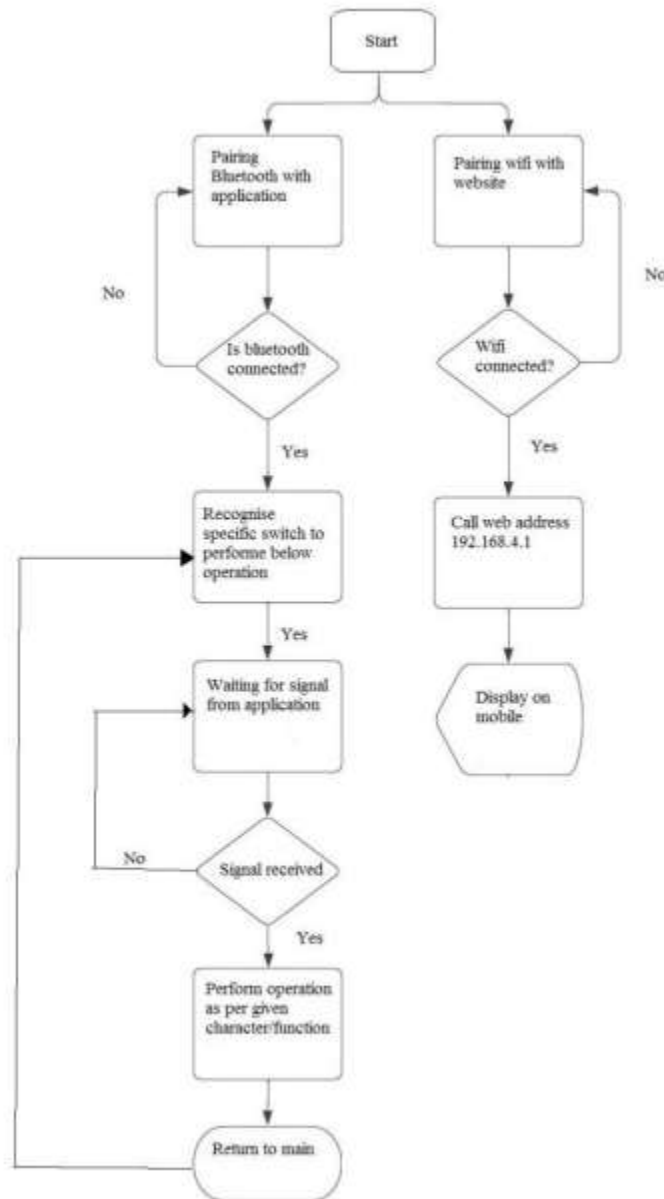 Start
Pairing
Bluetooth with
application
Pairing wifi with
website
No
No
Is bluetooth
connected?
Wifi
connected?
Yes
Yes
Recognise
specific switch to
performe below
operation
Call web address
192.168.4.1
Yes
Waiting for signal
from application
Display on
mobile
No
Signal received
Yes
Perform operation
as per given
character/function
Return to main